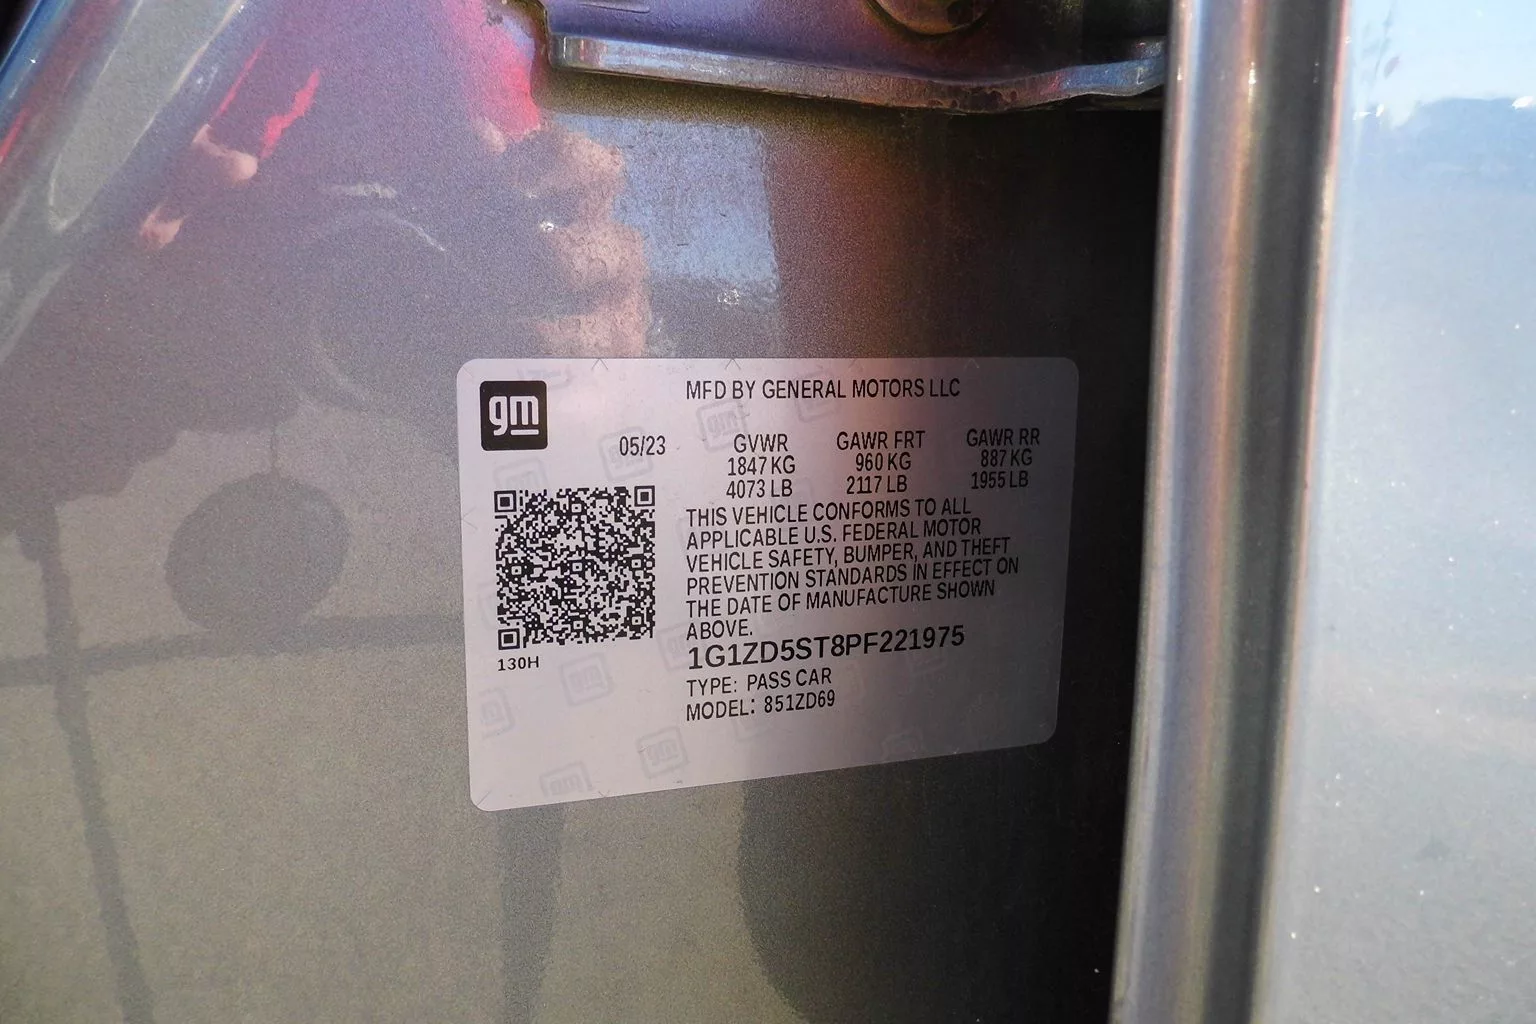 gm
MFD BY GENERAL MOTORS LLC
05/23 GVWR GAWR FRT GAWR RR
1847 KG 960 KG 887 KG
4073 LB 2117 LB 1955 LB
THIS VEHICLE CONFORMS TO ALL
APPLICABLE U.S. FEDERAL MOTOR
VEHICLE SAFETY, BUMPER, AND THEFT
PREVENTION STANDARDS IN EFFECT ON
THE DATE OF MANUFACTURE SHOWN
ABOVE.
130H
1G1ZD5ST8PF221975
TYPE: PASS CAR
MODEL: 851ZD69